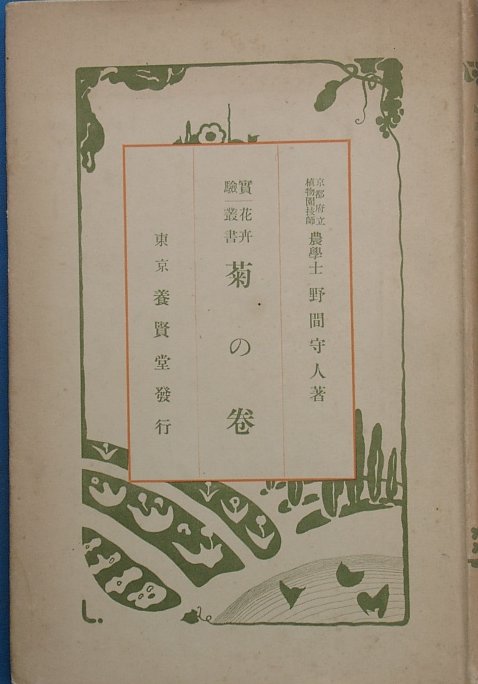 京都府立
植物園技師
農學士 野間守人著
實驗
花卉叢書
菊の卷
東京 養賢堂發行
L.